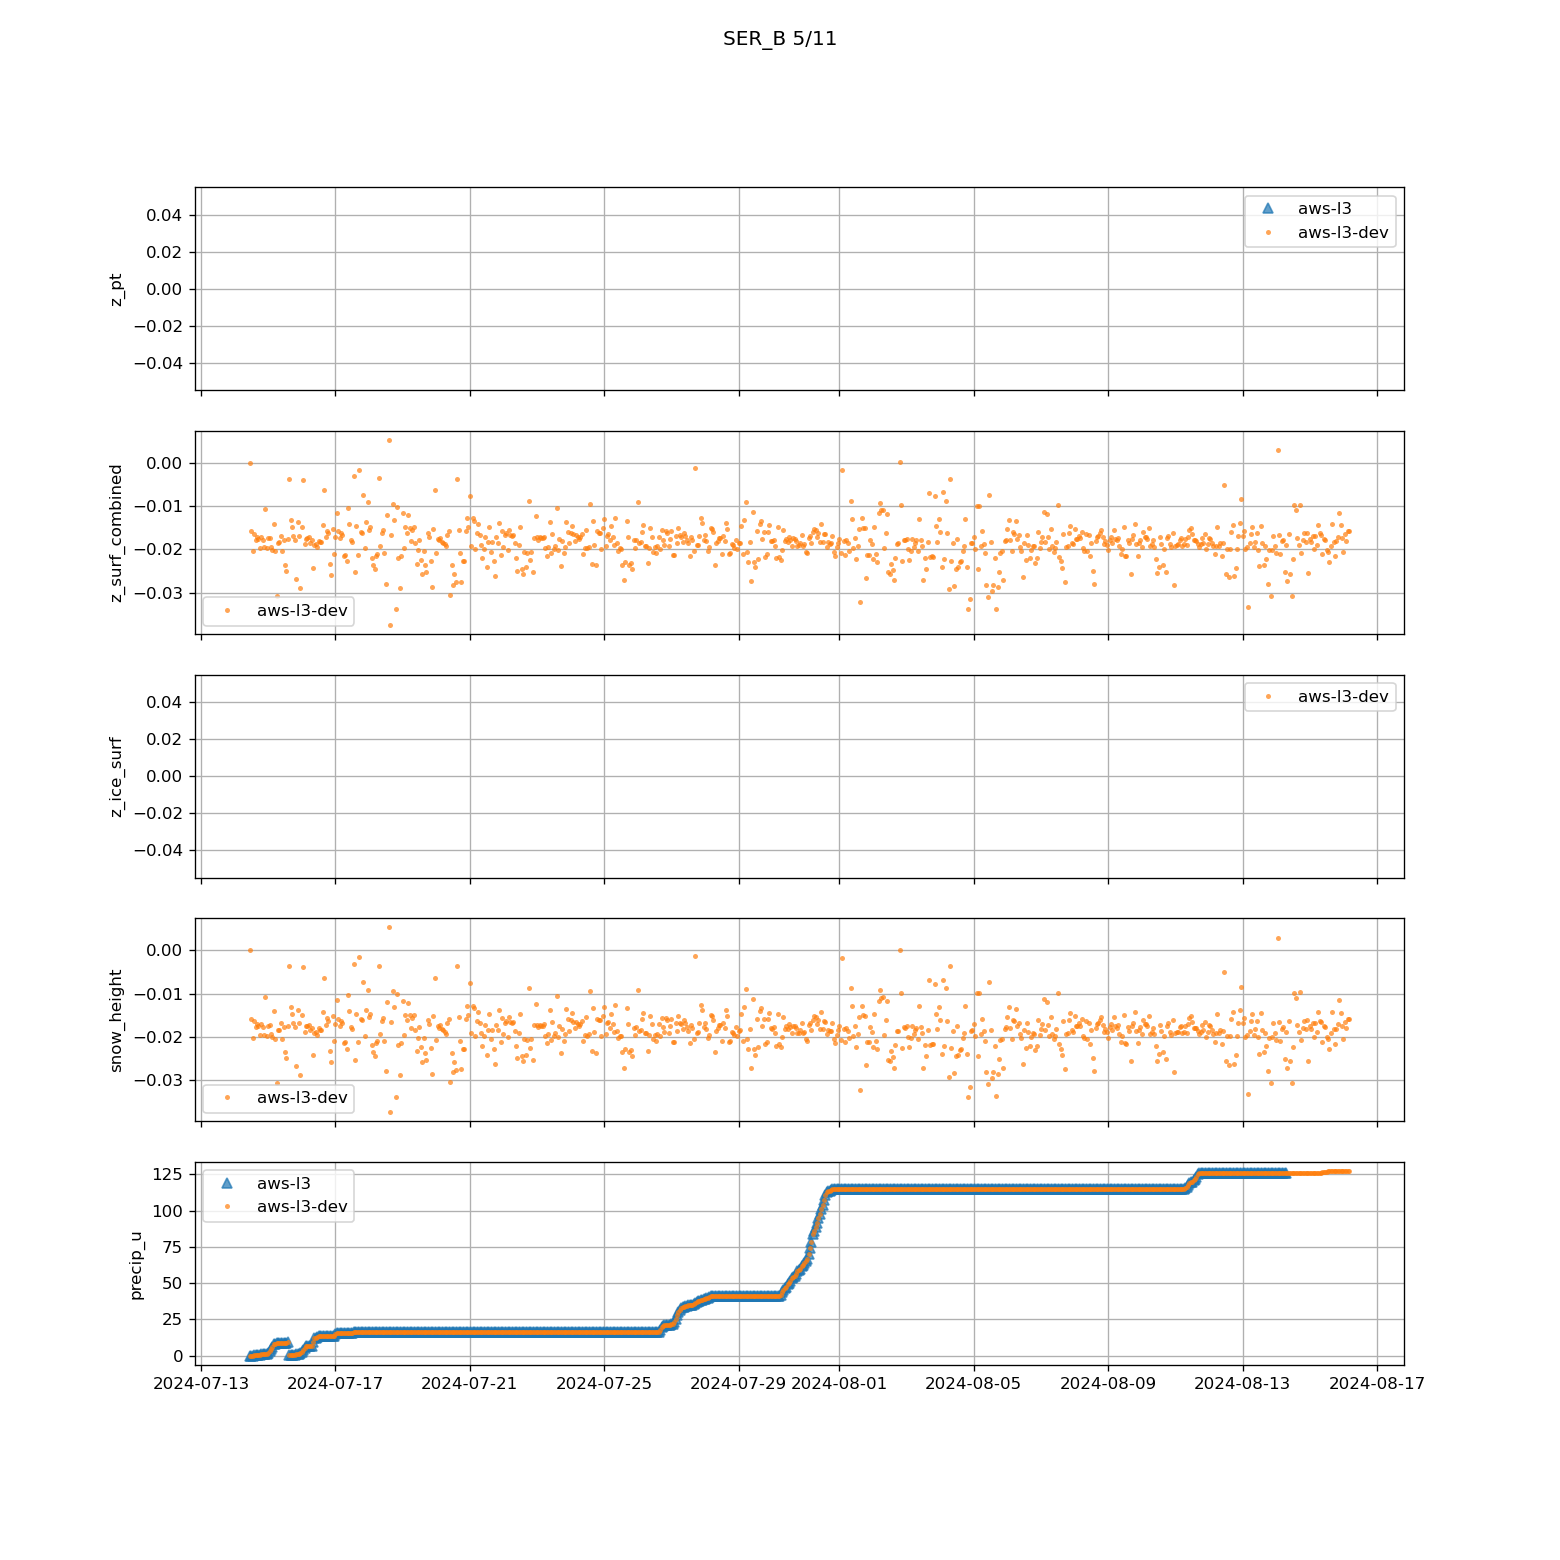 SER_B 5/11
0.04
0.02
0.00
−0.02
−0.04
z_pt
aws-l3
aws-l3-dev
0.00
−0.01
−0.02
−0.03
z_surf_combined
aws-l3-dev
0.04
0.02
0.00
−0.02
−0.04
z_ice_surf
aws-l3-dev
0.00
−0.01
−0.02
−0.03
snow_height
aws-l3-dev
125
100
75
50
25
0
precip_u
aws-l3
aws-l3-dev
2024-07-13 2024-07-17 2024-07-21 2024-07-25 2024-07-29 2024-08-01 2024-08-05 2024-08-09 2024-08-13 2024-08-17